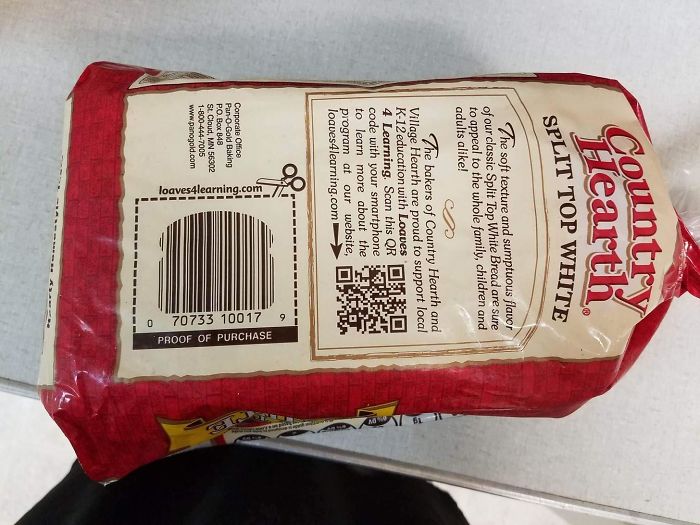 Country
Hearth®
SPLIT TOP WHITE
The soft texture and sumptuous flavor
of our classic Split Top White Bread are sure
to appeal to the whole family, children and
adults alike!
The bakers of Country Hearth and
Village Hearth are proud to support local
K-12 education with Loaves
4 Learning. Scan this QR
code with your smartphone
to learn more about the
program at our website,
loaves4learning.com
Corporate Office
Pan-O-Gold Baking
P.O. Box 848
St. Cloud, MN 56302
1-800-444-7005
www.panogold.com
loaves4learning.com
0 70733 10017 9
PROOF OF PURCHASE